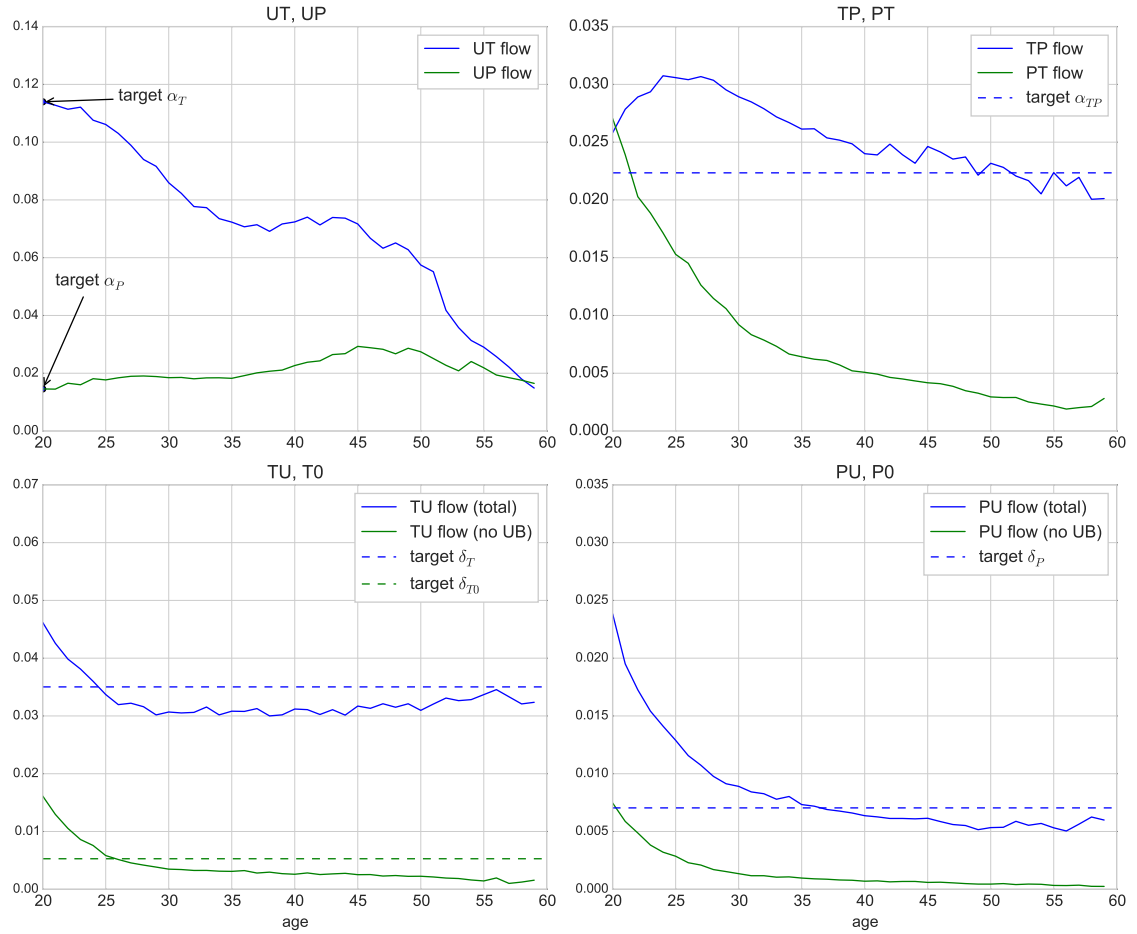 UT, UP
0.14
0.12
0.10
0.08
0.06
0.04
0.02
0.00
UT flow
UP flow
target α_T
target α_P
20 25 30 35 40 45 50 55 60
TP, PT
0.035
0.030
0.025
0.020
0.015
0.010
0.005
0.000
TP flow
PT flow
target α_TP
20 25 30 35 40 45 50 55 60
TU, T0
0.07
0.06
0.05
0.04
0.03
0.02
0.01
0.00
TU flow (total)
TU flow (no UB)
target δ_T
target δ_T0
20 25 30 35 40 45 50 55 60
age
PU, P0
0.035
0.030
0.025
0.020
0.015
0.010
0.005
0.000
PU flow (total)
PU flow (no UB)
target δ_P
20 25 30 35 40 45 50 55 60
age